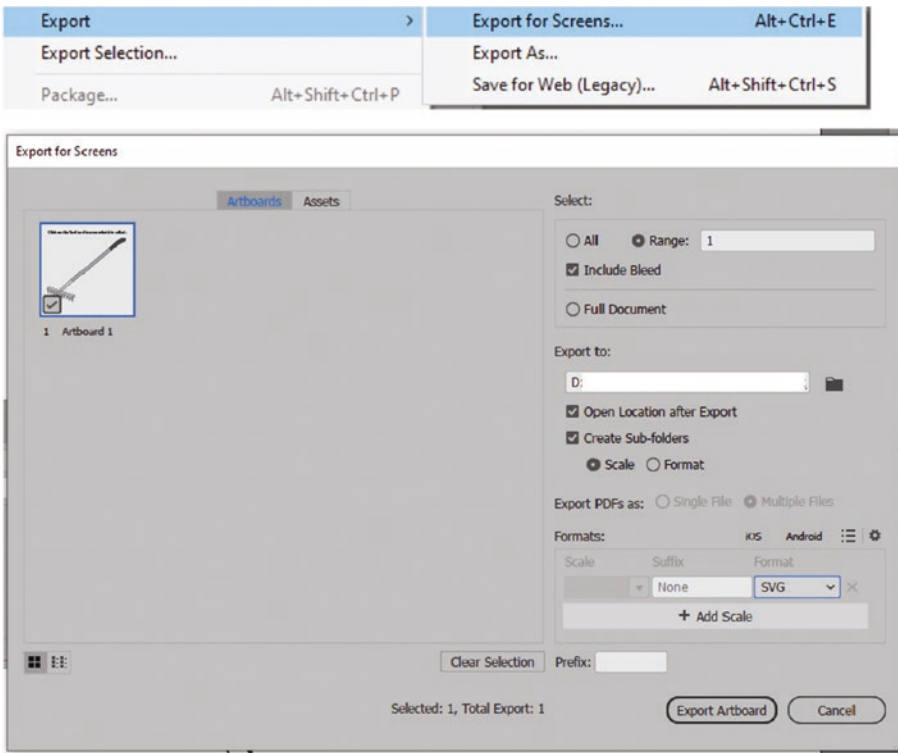 Export >
Export Selection...
Package... Alt+Shift+Ctrl+P
Export for Screens... Alt+Ctrl+E
Export As...
Save for Web (Legacy)... Alt+Shift+Ctrl+S
Export for Screens
Artboards Assets
1 Artboard 1
Clear Selection
Selected: 1, Total Export: 1
Select:
All Range: 1
Include Bleed
Full Document
Export to:
D:
Open Location after Export
Create Sub-folders
Scale Format
Export PDFs as: Single File Multiple Files
Formats: iOS Android
Scale Suffix Format
None SVG
+ Add Scale
Prefix:
Export Artboard Cancel